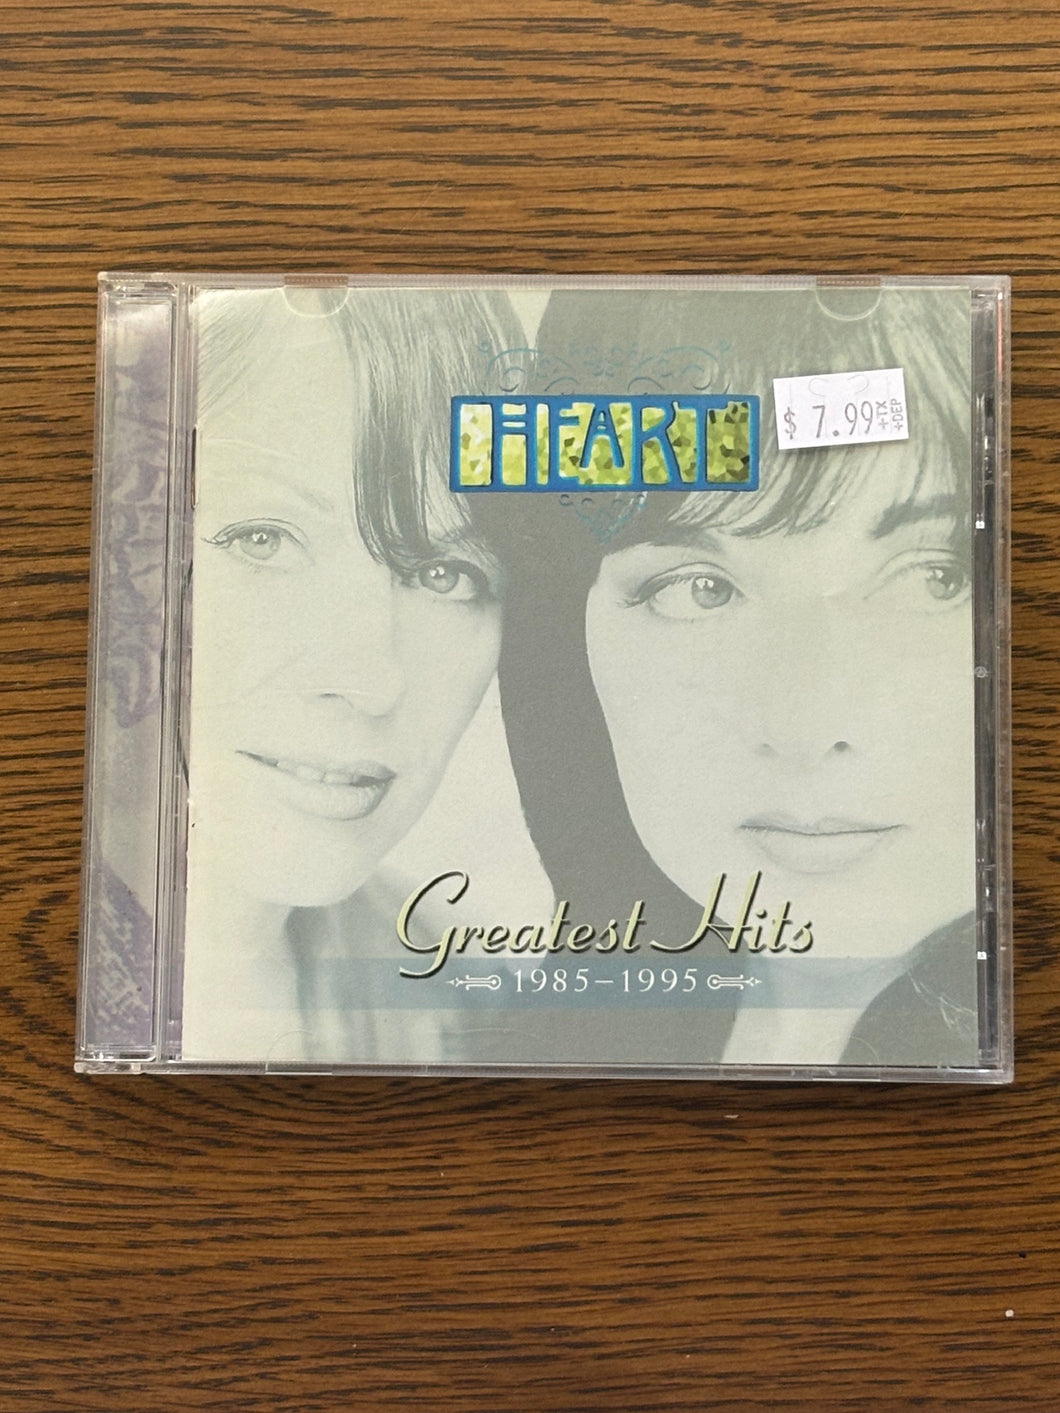 HEART
$ 7.99 +TX
+DEP
Greatest Hits
1985–1995